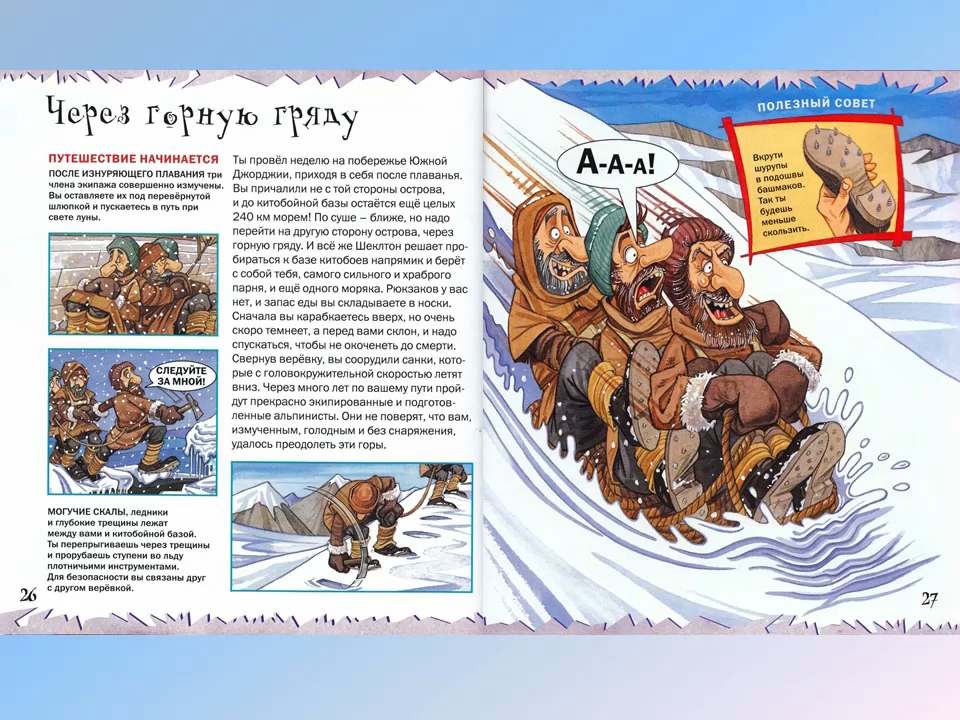 Через горную гряду
ПУТЕШЕСТВИЕ НАЧИНАЕТСЯ
ПОСЛЕ ИЗНУРЯЮЩЕГО ПЛАВАНИЯ три
члена экипажа совершенно измучены.
Вы оставляете их под перевёрнутой
шлюпкой и пускаетесь в путь при
свете луны.
СЛЕДУЙТЕ
ЗА МНОЙ!
МОГУЧИЕ СКАЛЫ, ледники
и глубокие трещины лежат
между вами и китобойной базой.
Ты перепрыгиваешь через трещины
и прорубаешь ступени во льду
плотничьими инструментами.
Для безопасности вы связаны друг
с другом верёвкой.
26
Ты провёл неделю на побережье Южной
Джорджии, приходя в себя после плаванья.
Вы причалили не с той стороны острова,
и до китобойной базы остаётся ещё целых
240 км морем! По суше – ближе, но надо
перейти на другую сторону острова, через
горную гряду. И всё же Шеклтон решает про-
бираться к базе китобоев напрямик и берёт
с собой тебя, самого сильного и храброго
парня, и ещё одного моряка. Рюкзаков у вас
нет, и запас еды вы складываете в носки.
Сначала вы карабкаетесь вверх, но очень
скоро темнеет, а перед вами склон, и надо
спускаться, чтобы не окоченеть до смерти.
Свернув верёвку, вы соорудили санки, кото-
рые с головокружительной скоростью летят
вниз. Через много лет по вашему пути прой-
дут прекрасно экипированные и подготов-
ленные альпинисты. Они не поверят, что вам,
измученным, голодным и без снаряжения,
удалось преодолеть эти горы.
А-А-А!
ПОЛЕЗНЫЙ СОВЕТ
Вкрути
шурупы
в подошвы
башмаков.
Так ты
будешь
меньше
скользить.
27